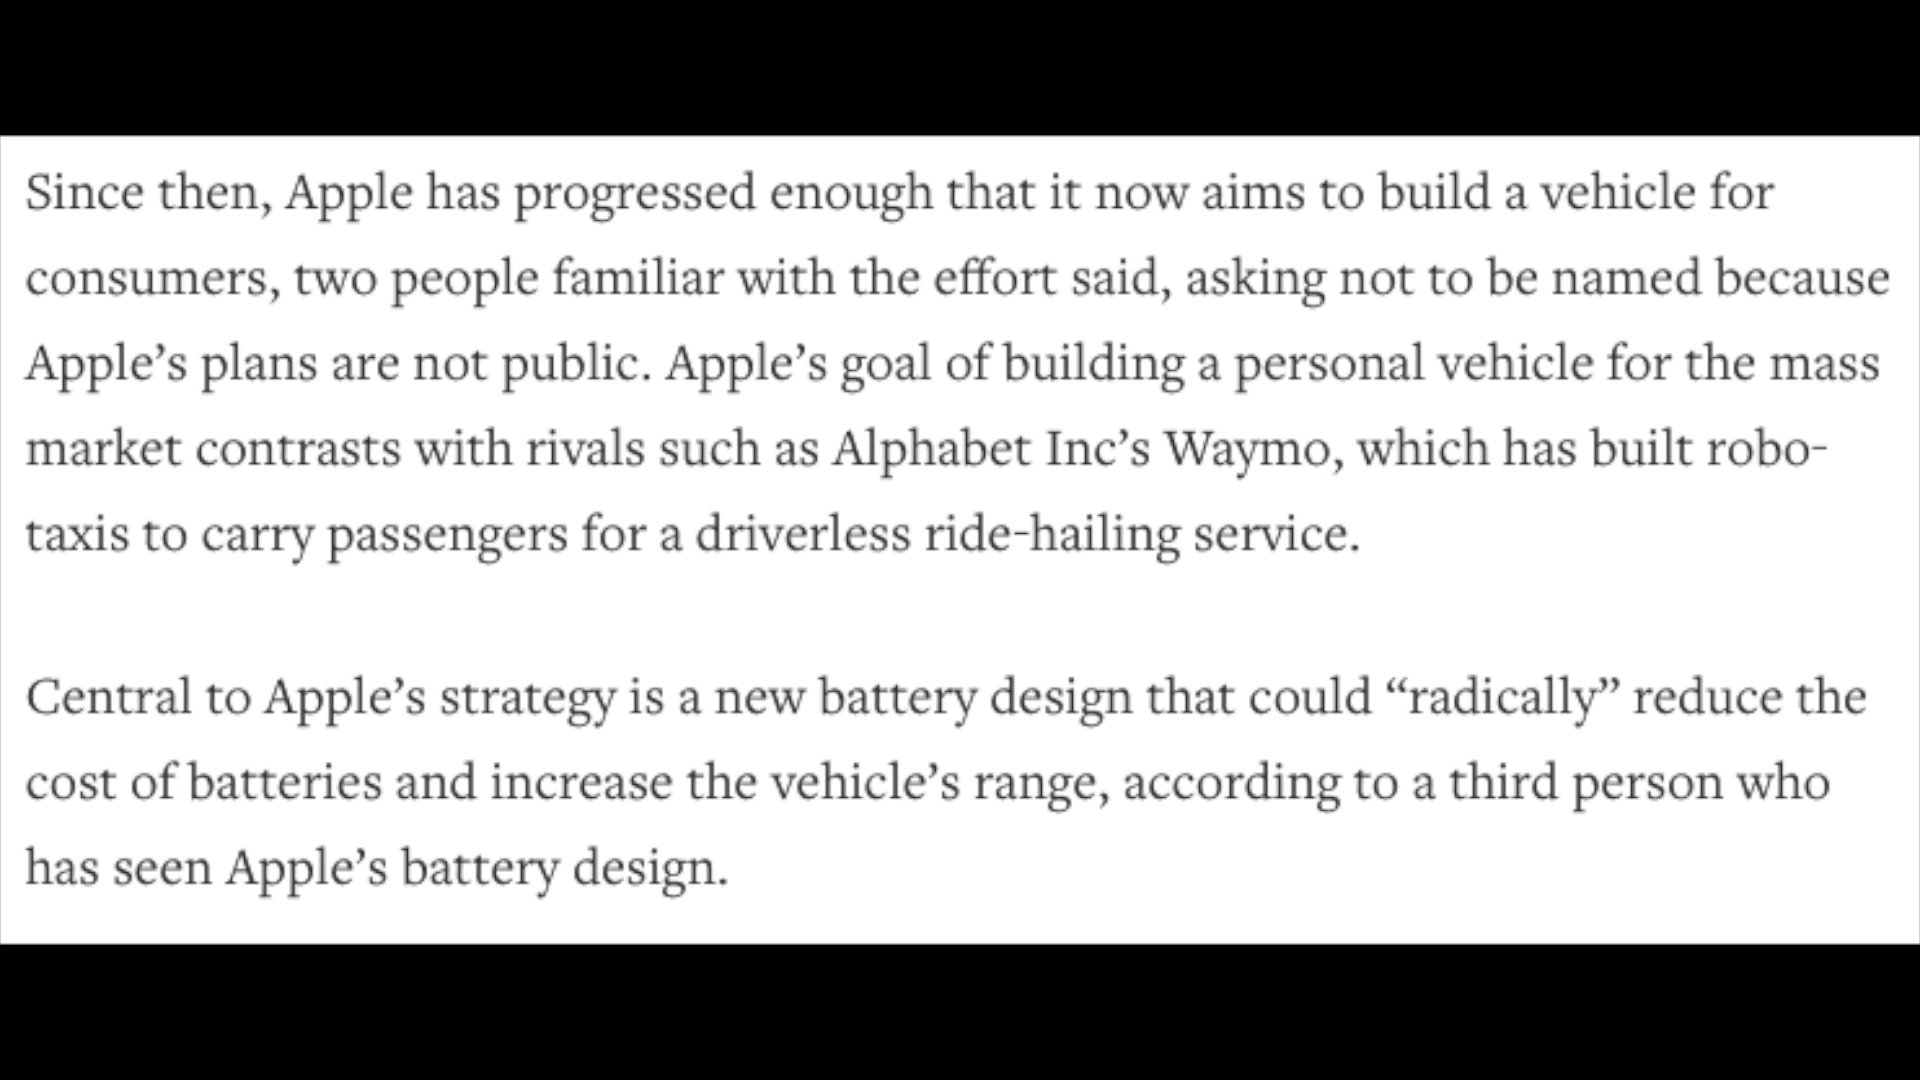 Since then, Apple has progressed enough that it now aims to build a vehicle for
consumers, two people familiar with the effort said, asking not to be named because
Apple’s plans are not public. Apple’s goal of building a personal vehicle for the mass
market contrasts with rivals such as Alphabet Inc’s Waymo, which has built robo-
taxis to carry passengers for a driverless ride-hailing service.
Central to Apple’s strategy is a new battery design that could “radically” reduce the
cost of batteries and increase the vehicle’s range, according to a third person who
has seen Apple’s battery design.